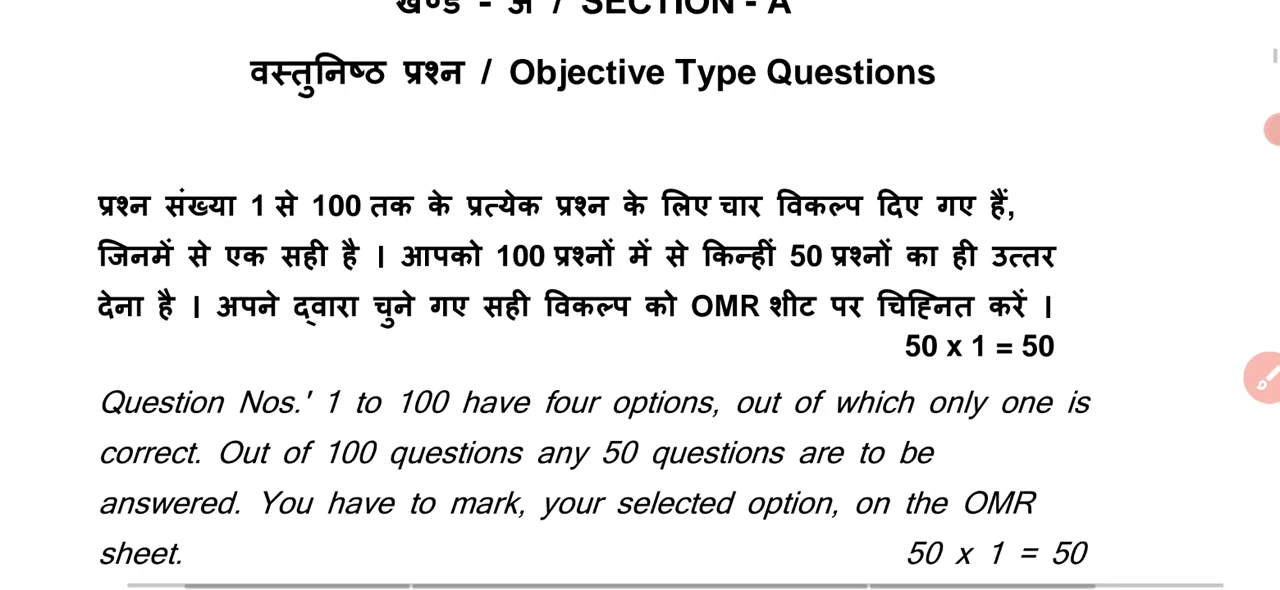 खण्ड - अ / SECTION - A
वस्तुनिष्ठ प्रश्न / Objective Type Questions
प्रश्न संख्या 1 से 100 तक के प्रत्येक प्रश्न के लिए चार विकल्प दिए गए हैं,
जिनमें से एक सही है । आपको 100 प्रश्नों में से किन्हीं 50 प्रश्नों का ही उत्तर
देना है । अपने द्वारा चुने गए सही विकल्प को OMR शीट पर चिह्नित करें ।
50 x 1 = 50
Question Nos.' 1 to 100 have four options, out of which only one is
correct. Out of 100 questions any 50 questions are to be
answered. You have to mark, your selected option, on the OMR
sheet. 50 x 1 = 50